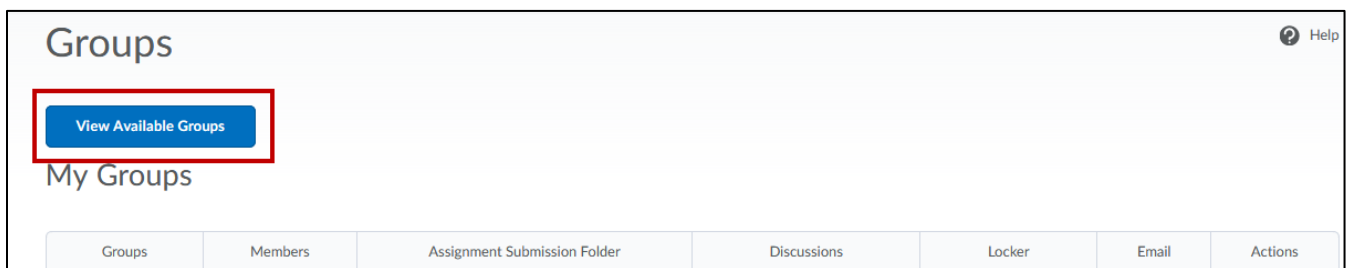 Groups
Help
View Available Groups
My Groups
Groups Members Assignment Submission Folder Discussions Locker Email Actions